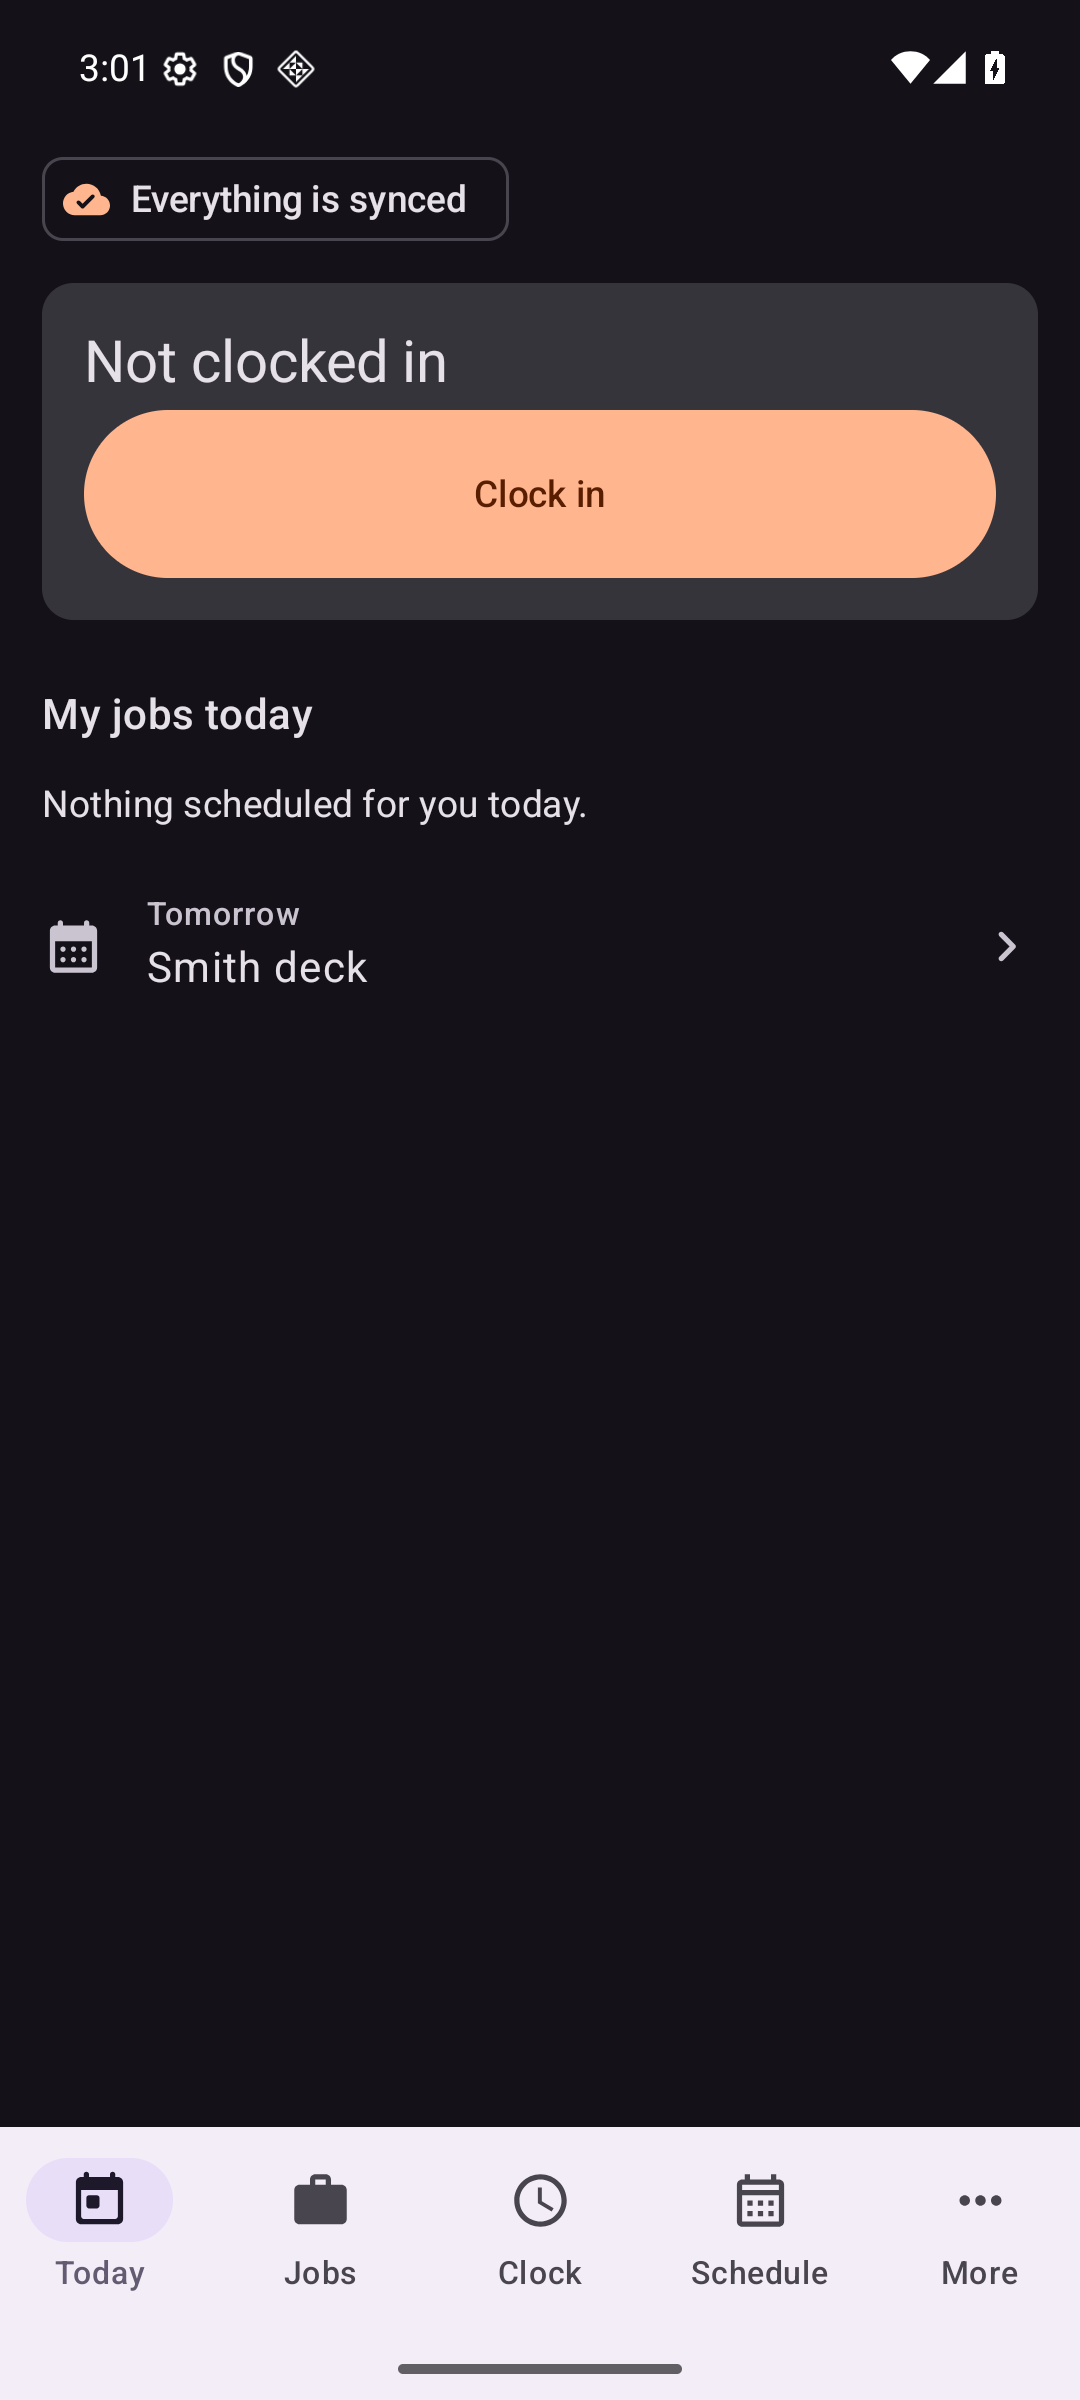 3:01
Everything is synced
Not clocked in
Clock in
My jobs today
Nothing scheduled for you today.
Tomorrow
Smith deck
Today
Jobs
Clock
Schedule
More